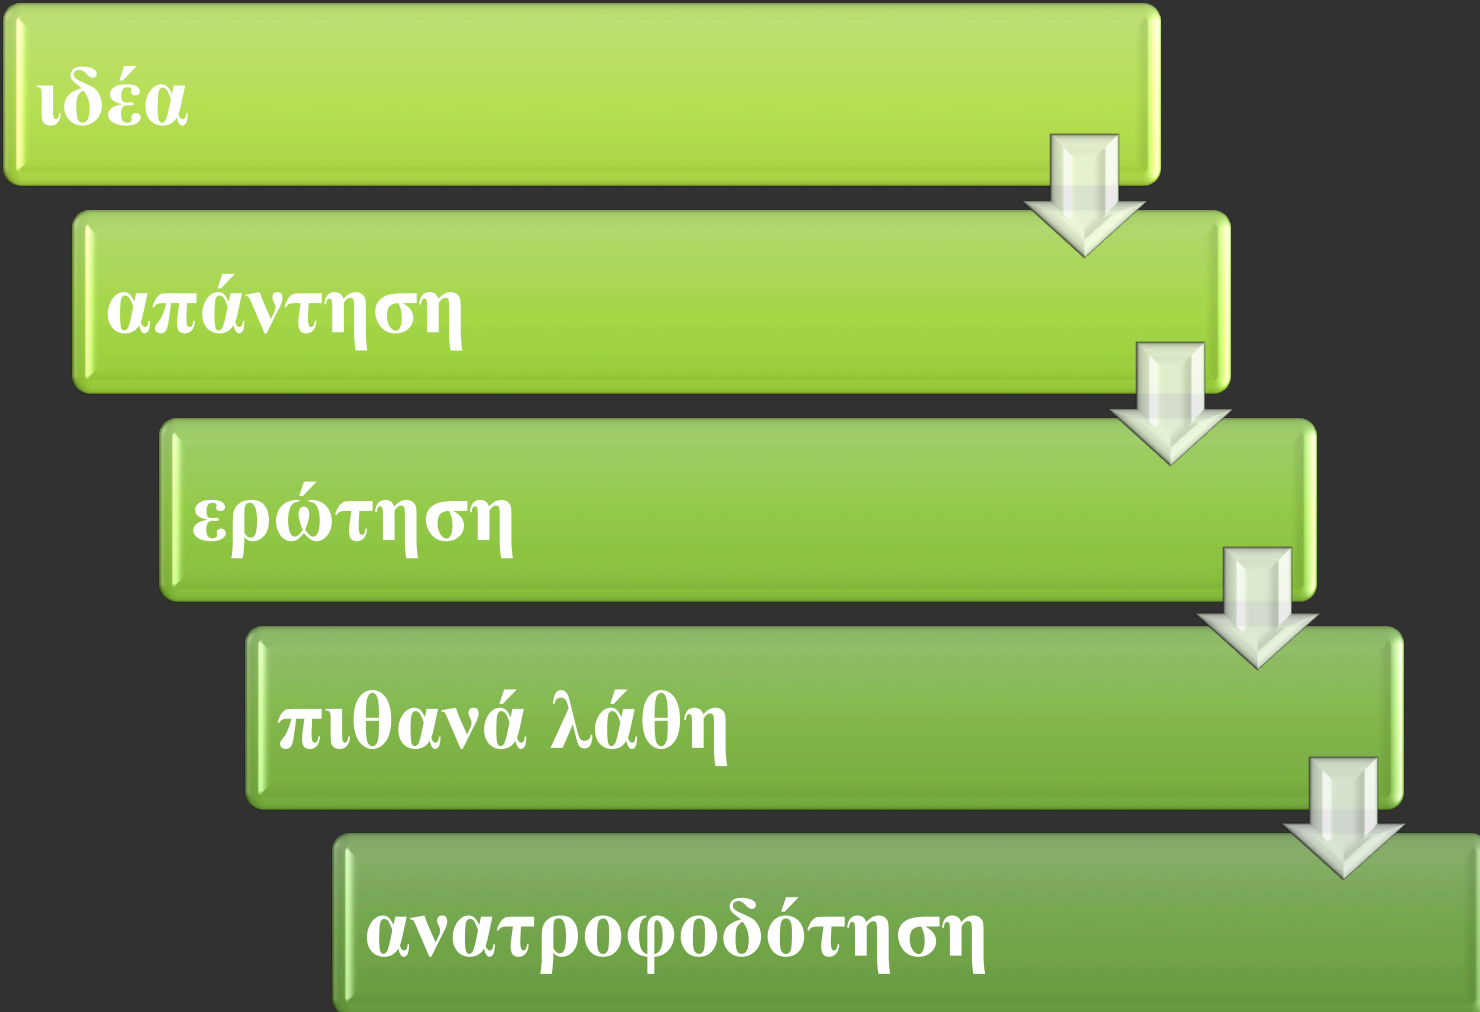 ιδέα
απάντηση
ερώτηση
πιθανά λάθη
ανατροφοδότηση